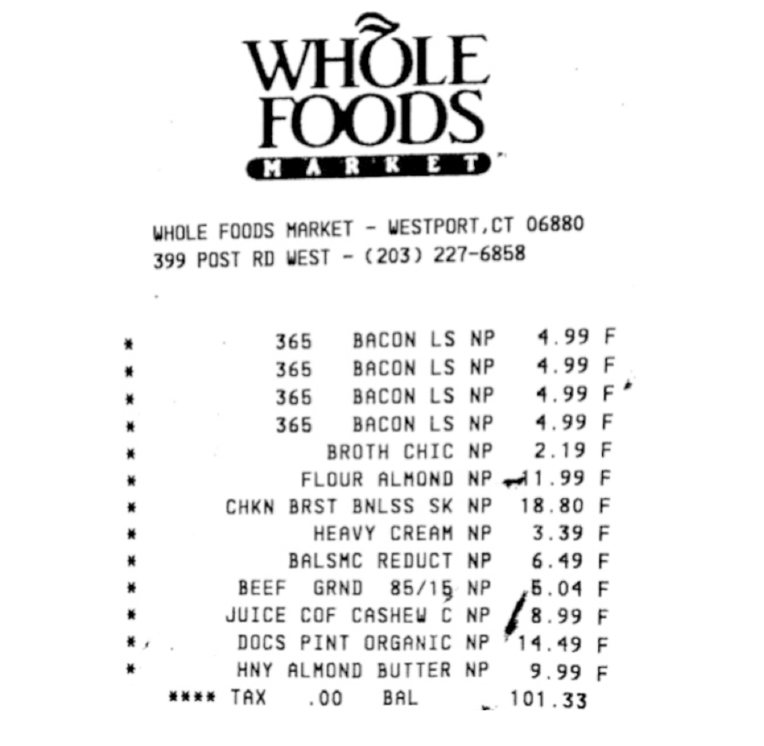 WHOLE
FOODS
MARKET
WHOLE FOODS MARKET - WESTPORT,CT 06880
399 POST RD WEST - (203) 227-6858
* 365 BACON LS NP 4.99 F
* 365 BACON LS NP 4.99 F
* 365 BACON LS NP 4.99 F
* 365 BACON LS NP 4.99 F
* BROTH CHIC NP 2.19 F
* FLOUR ALMOND NP 11.99 F
* CHKN BRST BNLSS SK NP 18.80 F
* HEAVY CREAM NP 3.39 F
* BALSMC REDUCT NP 6.49 F
* BEEF GRND 85/15 NP 5.04 F
* JUICE COF CASHEW C NP 8.99 F
* DOCS PINT ORGANIC NP 14.49 F
* HNY ALMOND BUTTER NP 9.99 F
**** TAX .00 BAL 101.33